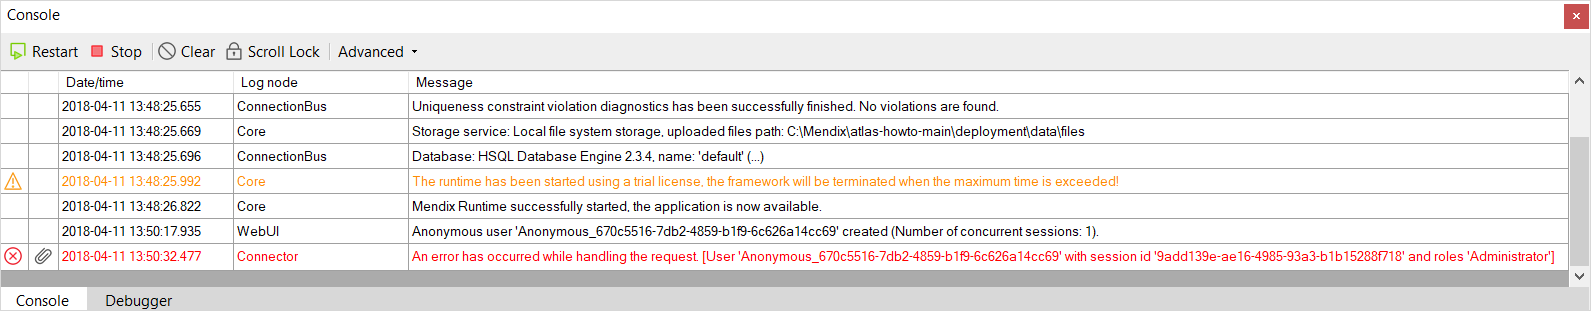 Console
Restart Stop Clear Scroll Lock Advanced
Date/time Log node Message
2018-04-11 13:48:25.655 ConnectionBus Uniqueness constraint violation diagnostics has been successfully finished. No violations are found.
2018-04-11 13:48:25.669 Core Storage service: Local file system storage, uploaded files path: C:\Mendix\atlas-howto-main\deployment\data\files
2018-04-11 13:48:25.696 ConnectionBus Database: HSQL Database Engine 2.3.4, name: 'default' (...)
2018-04-11 13:48:25.992 Core The runtime has been started using a trial license, the framework will be terminated when the maximum time is exceeded!
2018-04-11 13:48:26.822 Core Mendix Runtime successfully started, the application is now available.
2018-04-11 13:50:17.935 WebUI Anonymous user 'Anonymous_670c5516-7db2-4859-b1f9-6c626a14cc69' created (Number of concurrent sessions: 1).
2018-04-11 13:50:32.477 Connector An error has occurred while handling the request. [User 'Anonymous_670c5516-7db2-4859-b1f9-6c626a14cc69' with session id '9add139e-ae16-4985-93a3-b1b15288f718' and roles 'Administrator']
Console Debugger